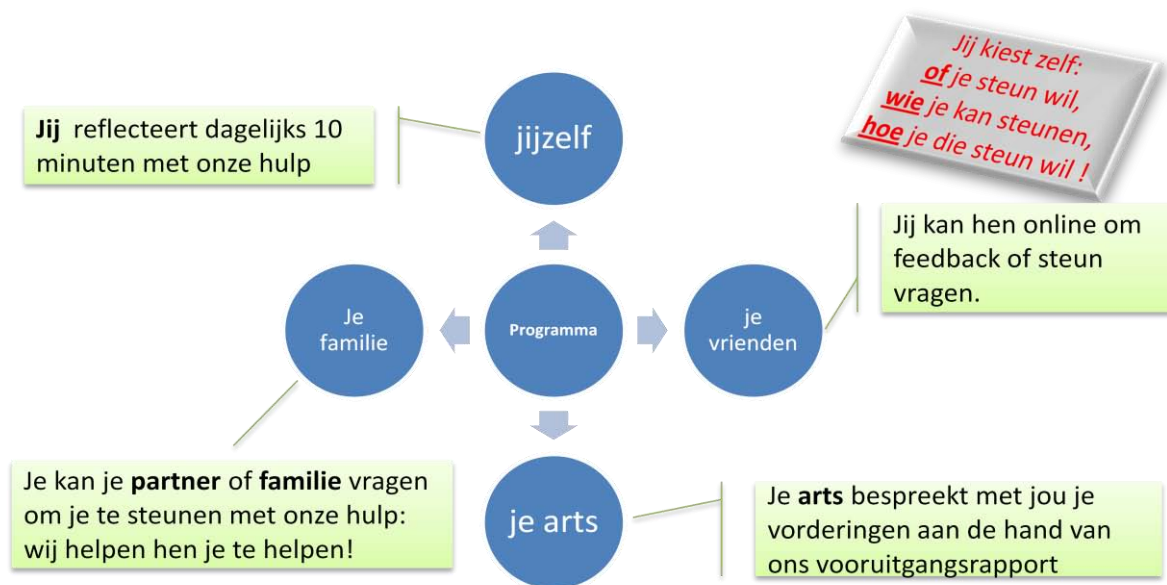 Jij kiest zelf:
of je steun wil,
wie je kan steunen,
hoe je die steun wil !
Jij reflecteert dagelijks 10
minuten met onze hulp
jijzelf
Jij kan hen online om
feedback of steun
vragen.
Je
familie
Programma
je
vrienden
Je kan je partner of familie vragen
om je te steunen met onze hulp:
wij helpen hen je te helpen!
je arts
Je arts bespreekt met jou je
vorderingen aan de hand van
ons vooruitgangsrapport